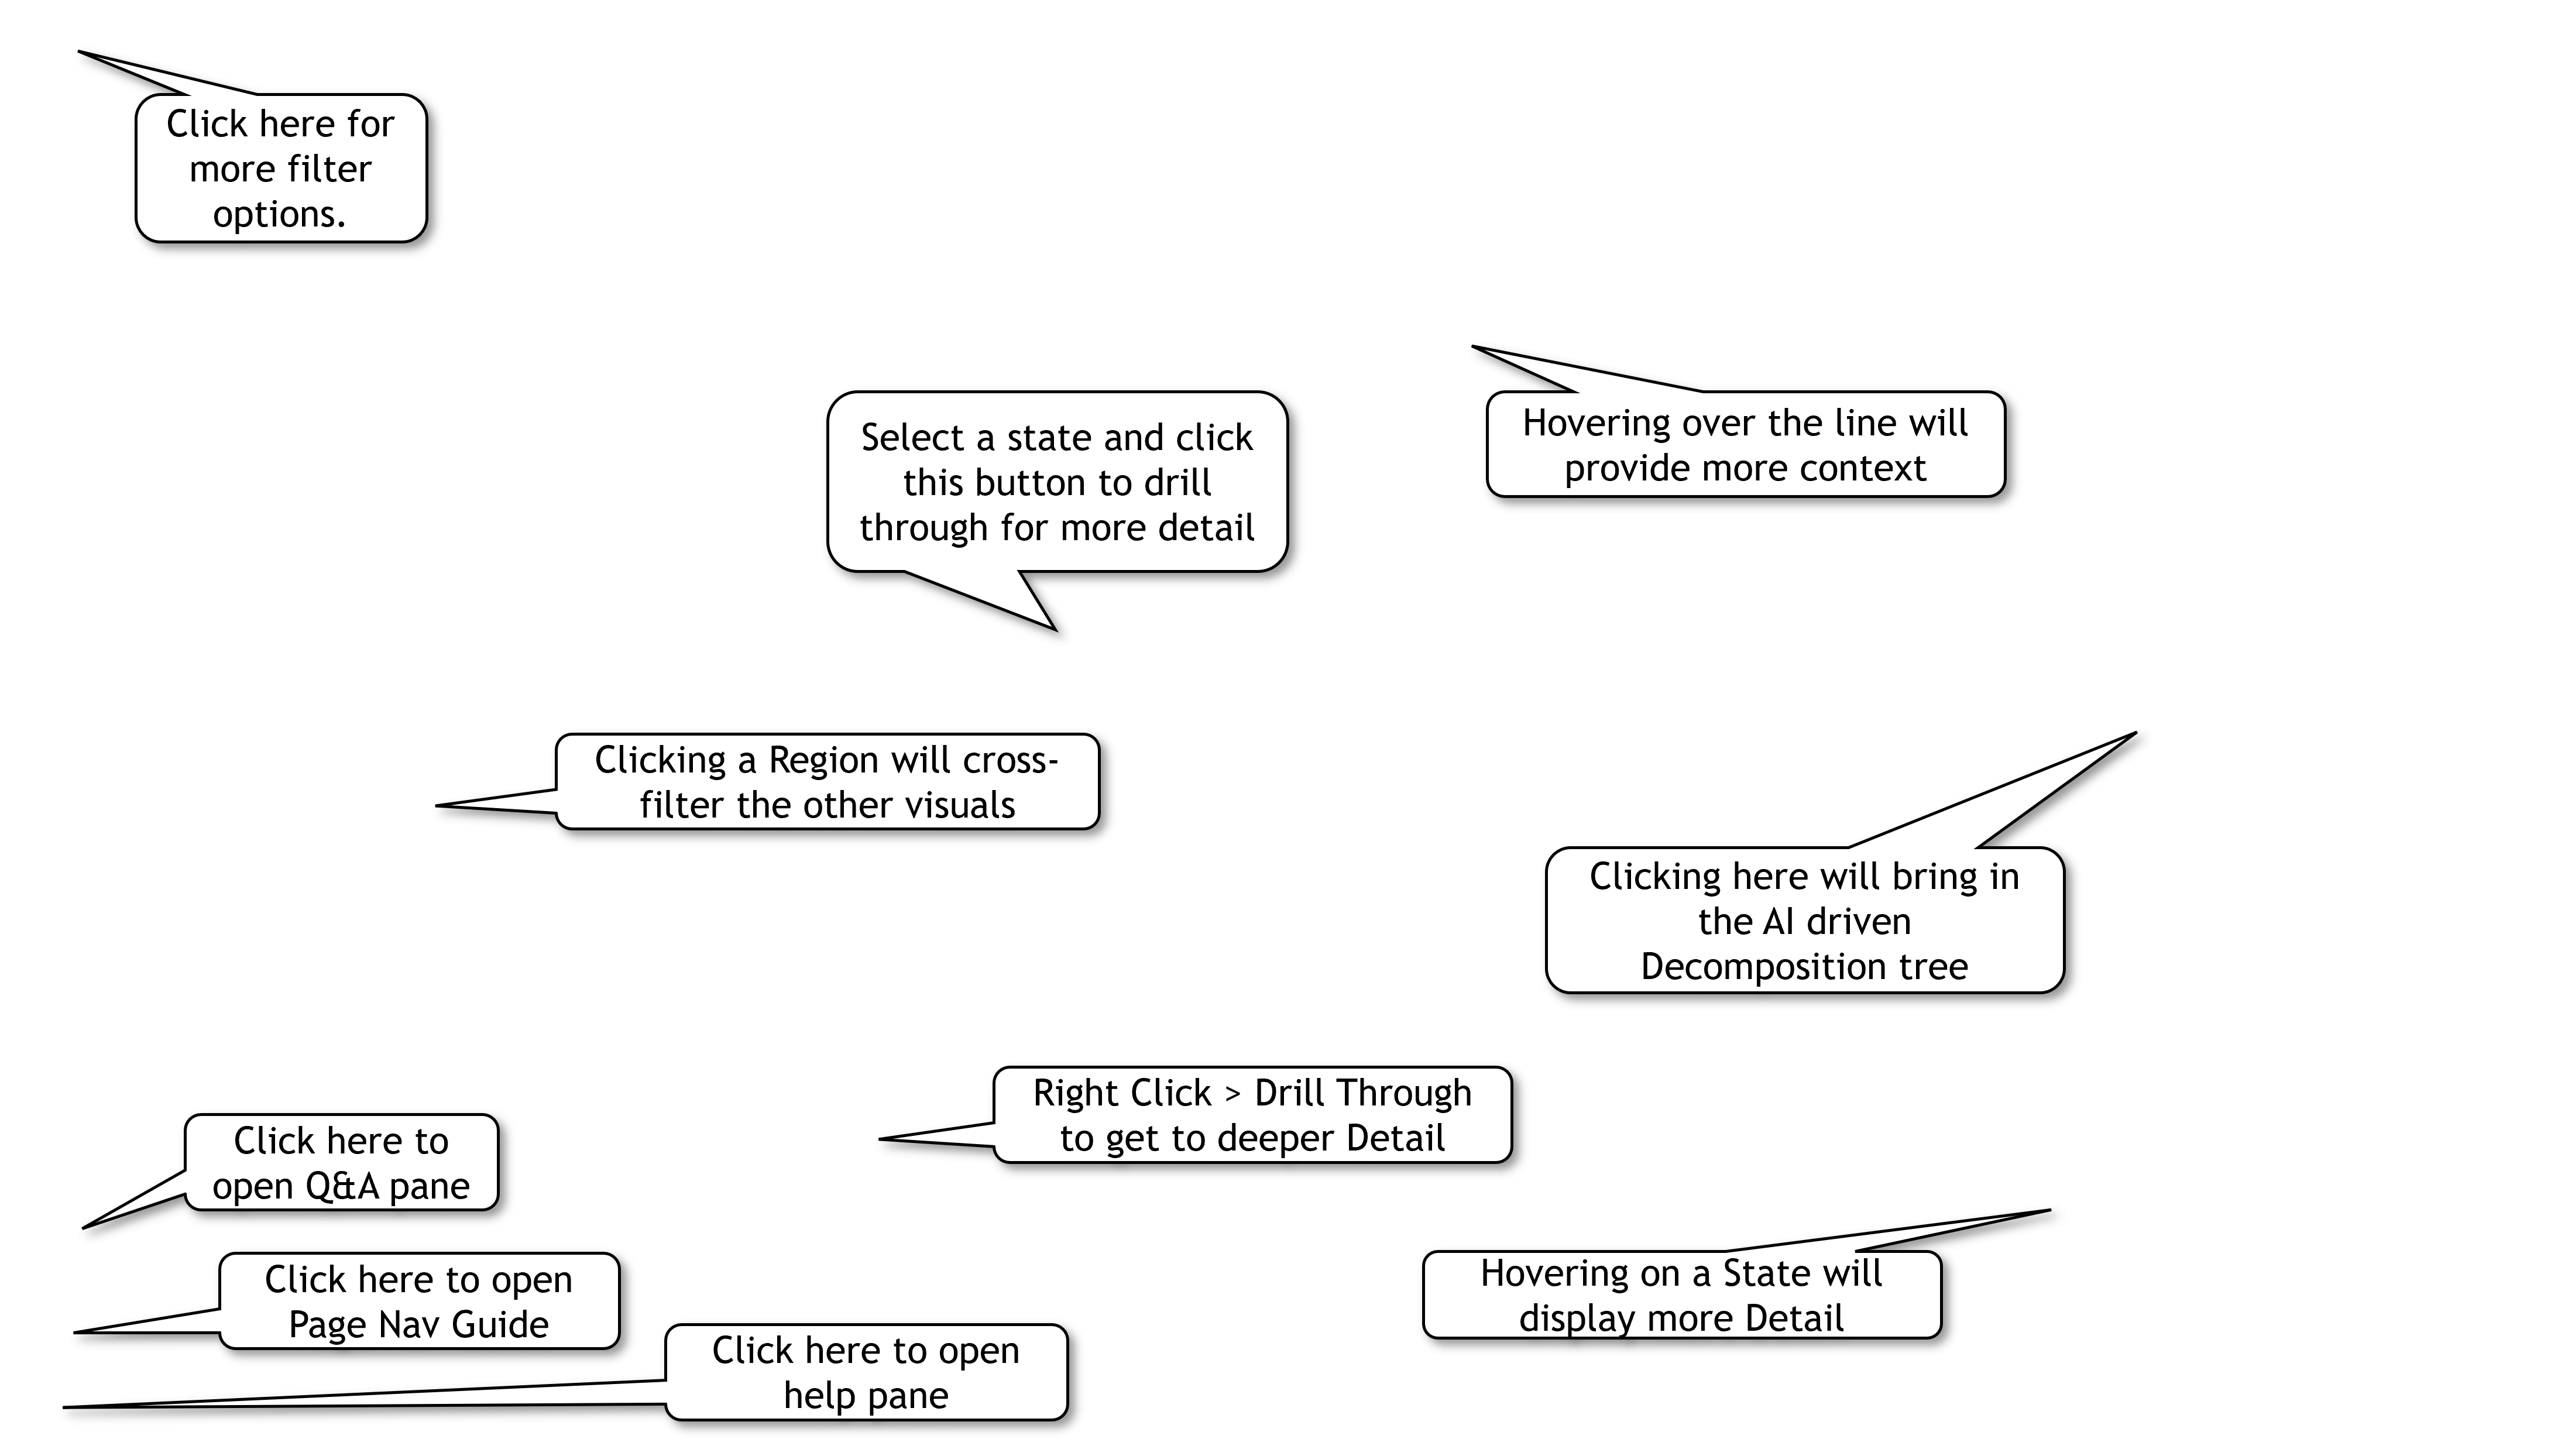 Click here for
more filter
options.
Select a state and click
this button to drill
through for more detail
Hovering over the line will
provide more context
Clicking a Region will cross-
filter the other visuals
Clicking here will bring in
the AI driven
Decomposition tree
Right Click > Drill Through
to get to deeper Detail
Click here to
open Q&A pane
Hovering on a State will
display more Detail
Click here to open
Page Nav Guide
Click here to open
help pane